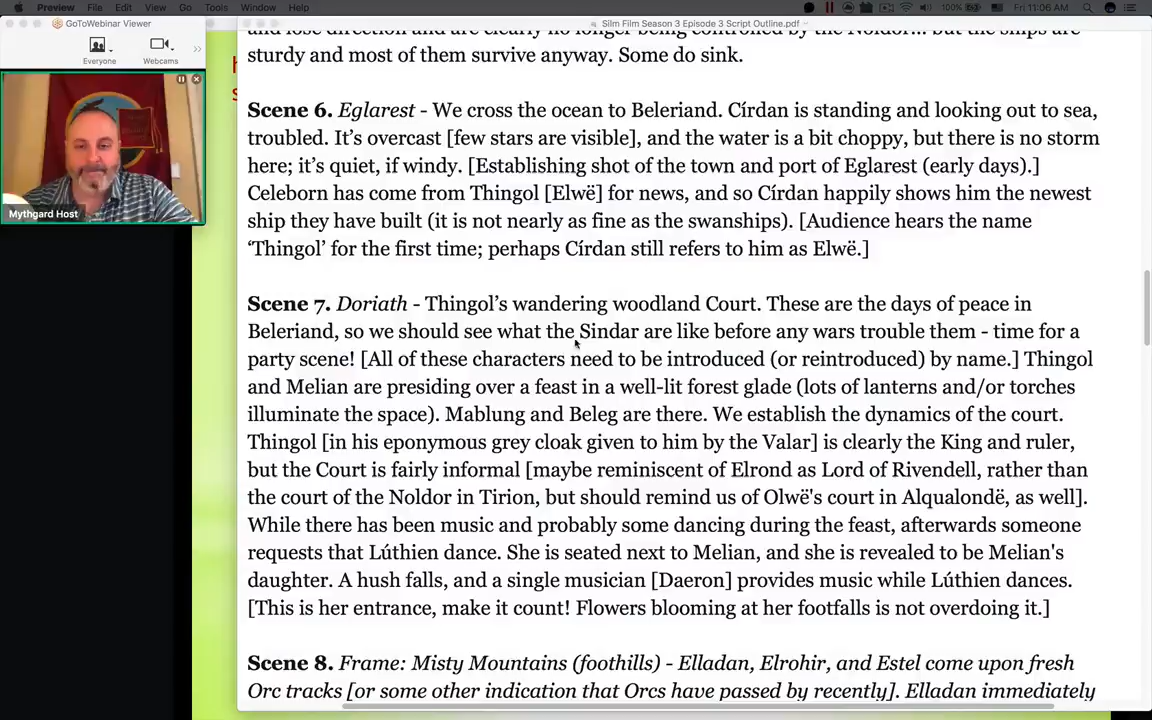 Preview File Edit View Go Tools Window Help 100% Fri 11:06 AM
GoToWebinar Viewer
Silm Film Season 3 Episode 3 Script Outline.pdf
Everyone Webcams
Mythgard Host
and lose direction and are clearly no longer being controlled by the Noldor... but the ships are
sturdy and most of them survive anyway. Some do sink.
Scene 6. Eglarest - We cross the ocean to Beleriand. Círdan is standing and looking out to sea,
troubled. It’s overcast [few stars are visible], and the water is a bit choppy, but there is no storm
here; it’s quiet, if windy. [Establishing shot of the town and port of Eglarest (early days).]
Celeborn has come from Thingol [Elwë] for news, and so Círdan happily shows him the newest
ship they have built (it is not nearly as fine as the swanships). [Audience hears the name
‘Thingol’ for the first time; perhaps Círdan still refers to him as Elwë.]
Scene 7. Doriath - Thingol’s wandering woodland Court. These are the days of peace in
Beleriand, so we should see what the Sindar are like before any wars trouble them - time for a
party scene! [All of these characters need to be introduced (or reintroduced) by name.] Thingol
and Melian are presiding over a feast in a well-lit forest glade (lots of lanterns and/or torches
illuminate the space). Mablung and Beleg are there. We establish the dynamics of the court.
Thingol [in his eponymous grey cloak given to him by the Valar] is clearly the King and ruler,
but the Court is fairly informal [maybe reminiscent of Elrond as Lord of Rivendell, rather than
the court of the Noldor in Tirion, but should remind us of Olwë's court in Alqualondë, as well].
While there has been music and probably some dancing during the feast, afterwards someone
requests that Lúthien dance. She is seated next to Melian, and she is revealed to be Melian's
daughter. A hush falls, and a single musician [Daeron] provides music while Lúthien dances.
[This is her entrance, make it count! Flowers blooming at her footfalls is not overdoing it.]
Scene 8. Frame: Misty Mountains (foothills) - Elladan, Elrohir, and Estel come upon fresh
Orc tracks [or some other indication that Orcs have passed by recently]. Elladan immediately